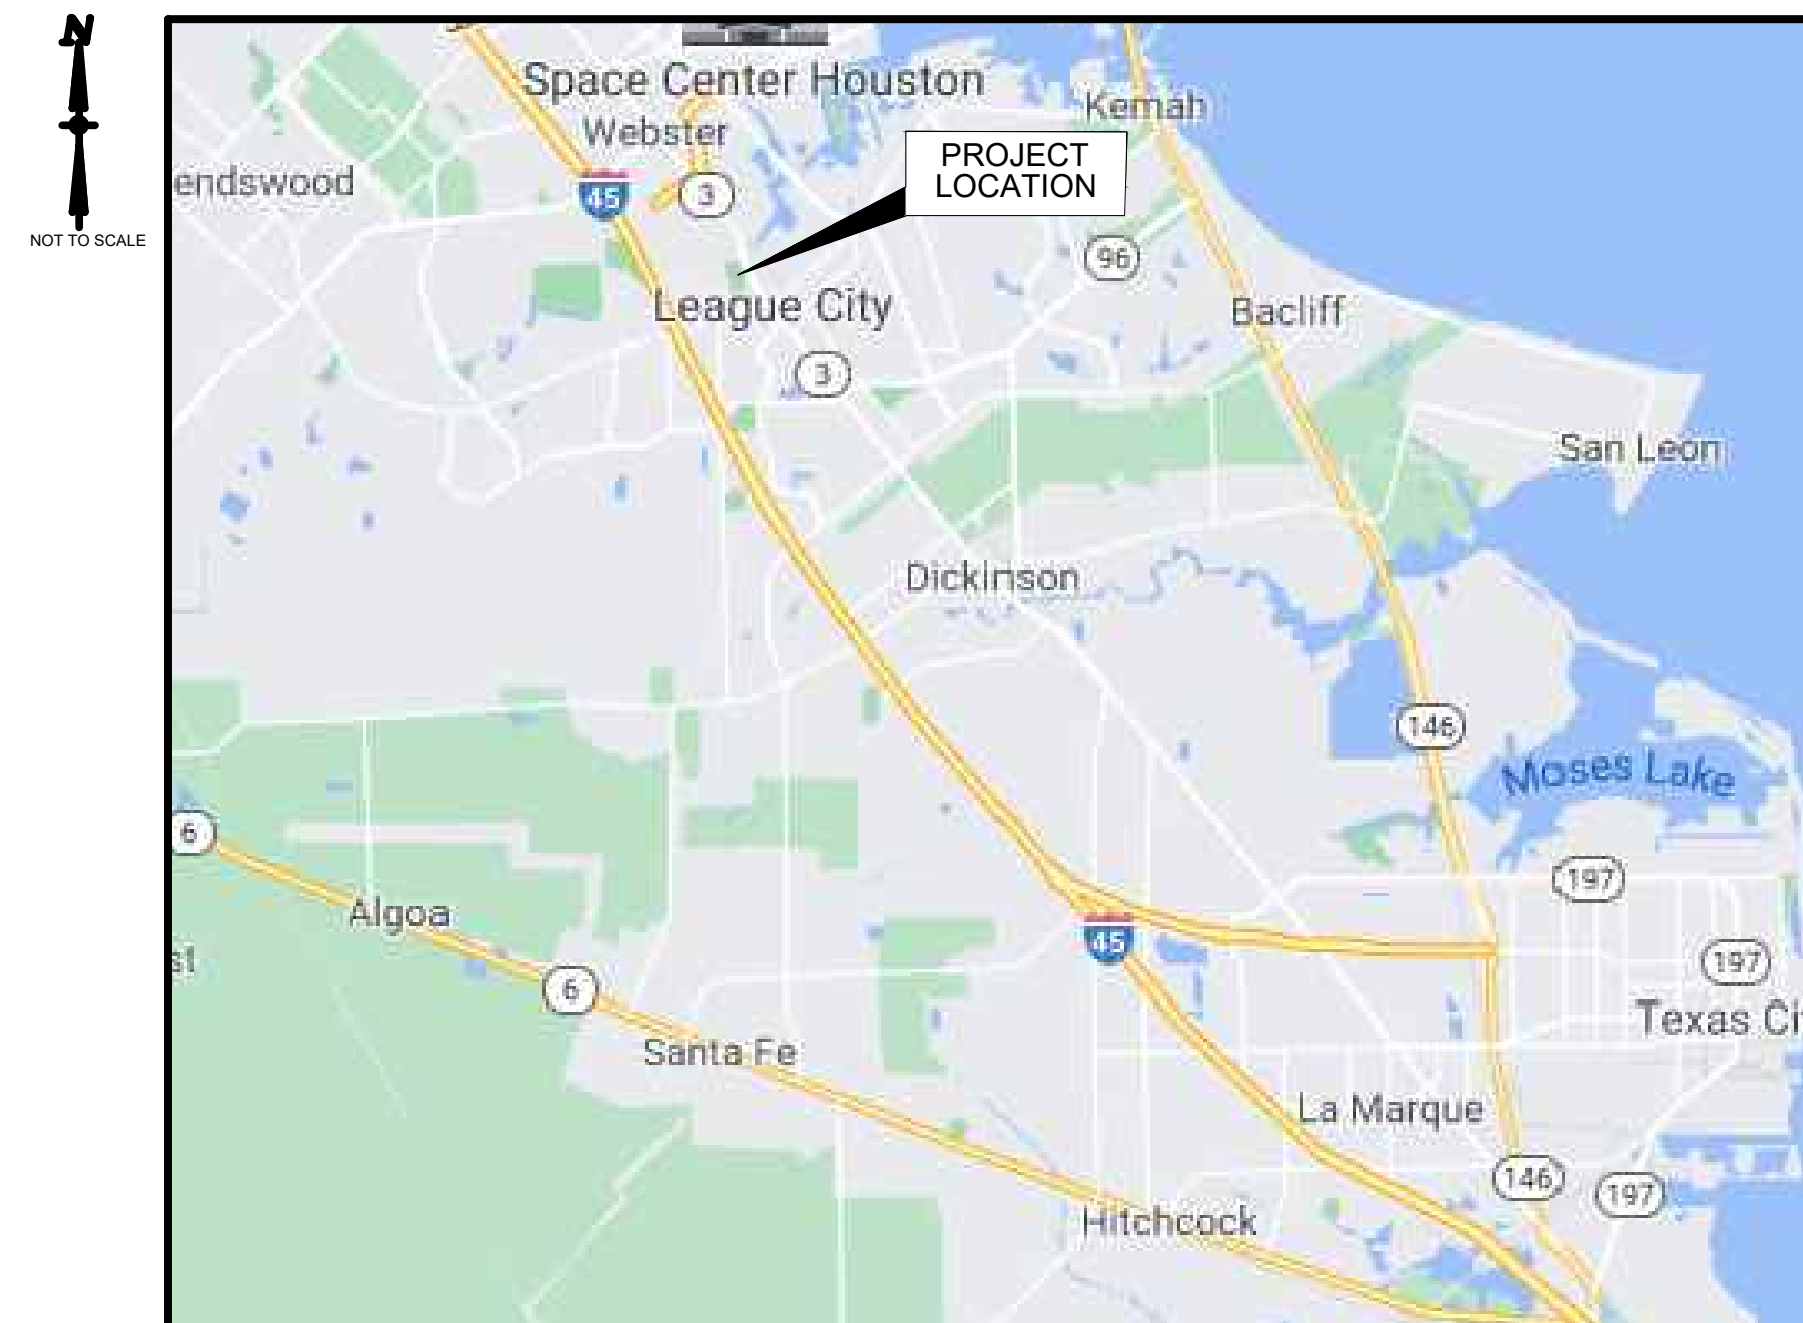 N
NOT TO SCALE
Space Center Houston
Webster
Kemah
PROJECT
LOCATION
endswood
45
3
96
League City
Bacliff
3
San Leon
Dickinson
146
Moses Lake
6
197
Algoa
45
st
197
6
Texas Ci
Santa Fe
La Marque
146
197
Hitchcock